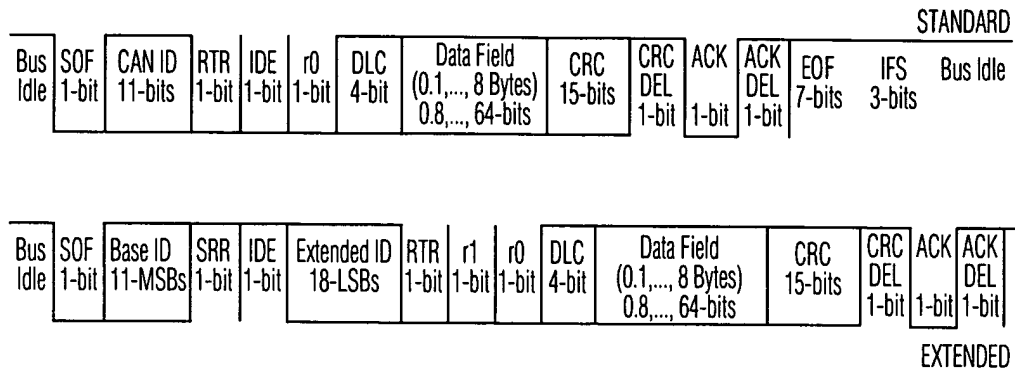 STANDARD
Bus Idle
SOF 1-bit
CAN ID 11-bits
RTR 1-bit
IDE 1-bit
r0 1-bit
DLC 4-bit
Data Field (0.1,..., 8 Bytes) 0.8,..., 64-bits
CRC 15-bits
CRC DEL 1-bit
ACK 1-bit
ACK DEL 1-bit
EOF 7-bits
IFS 3-bits
Bus Idle
Bus Idle
SOF 1-bit
Base ID 11-MSBs
SRR 1-bit
IDE 1-bit
Extended ID 18-LSBs
RTR 1-bit
r1 1-bit
r0 1-bit
DLC 4-bit
Data Field (0.1,..., 8 Bytes) 0.8,..., 64-bits
CRC 15-bits
CRC DEL 1-bit
ACK 1-bit
ACK DEL 1-bit
EXTENDED